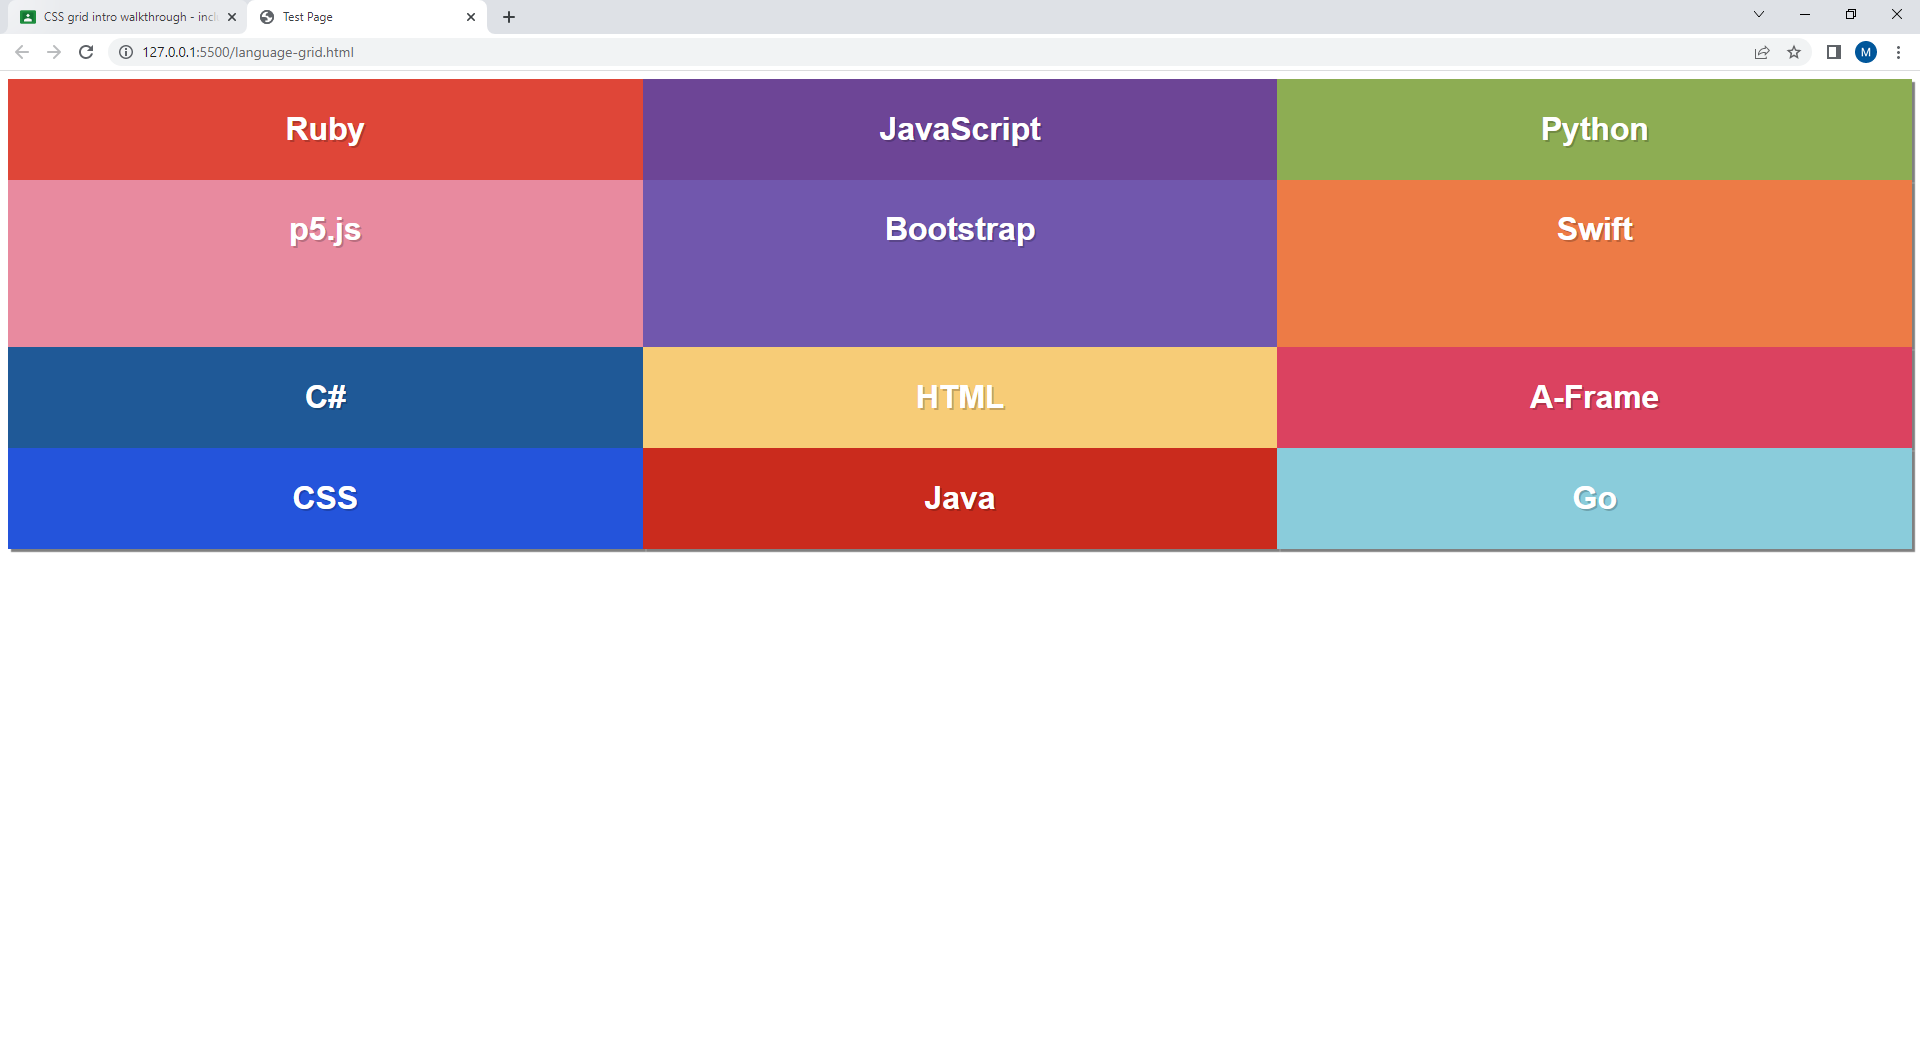 CSS grid intro walkthrough - incl
Test Page
127.0.0.1:5500/language-grid.html
M
Ruby
JavaScript
Python
p5.js
Bootstrap
Swift
C#
HTML
A-Frame
CSS
Java
Go